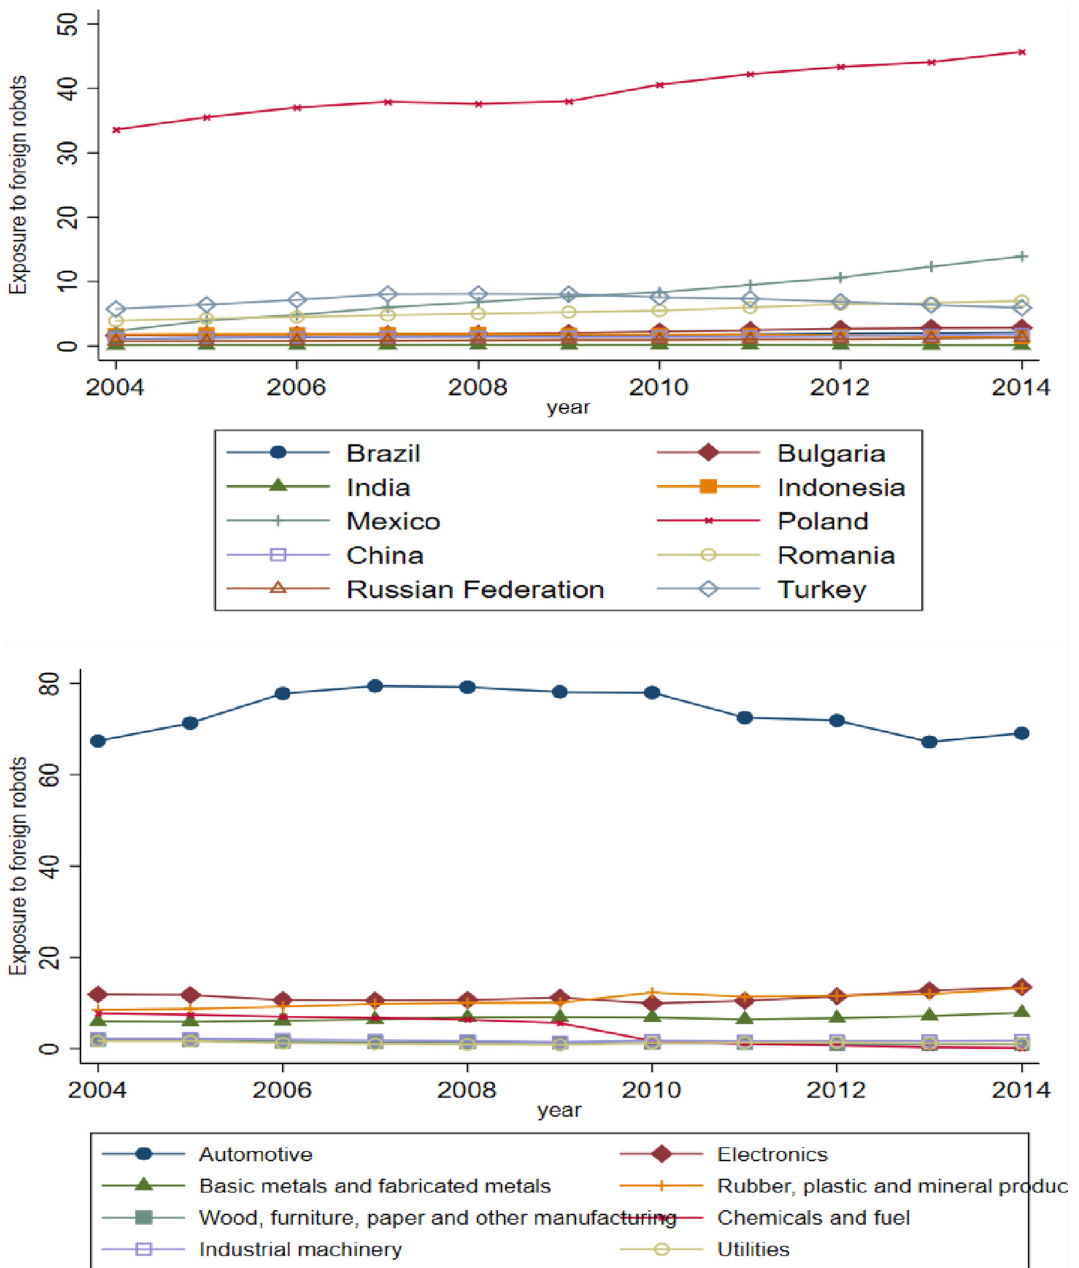 50
40
30
20
10
0
Exposure to foreign robots
2004 2006 2008 2010 2012 2014
year
Brazil Bulgaria
India Indonesia
Mexico Poland
China Romania
Russian Federation Turkey
80
60
40
20
0
Exposure to foreign robots
2004 2006 2008 2010 2012 2014
year
Automotive Electronics
Basic metals and fabricated metals Rubber, plastic and mineral produc
Wood, furniture, paper and other manufacturing Chemicals and fuel
Industrial machinery Utilities